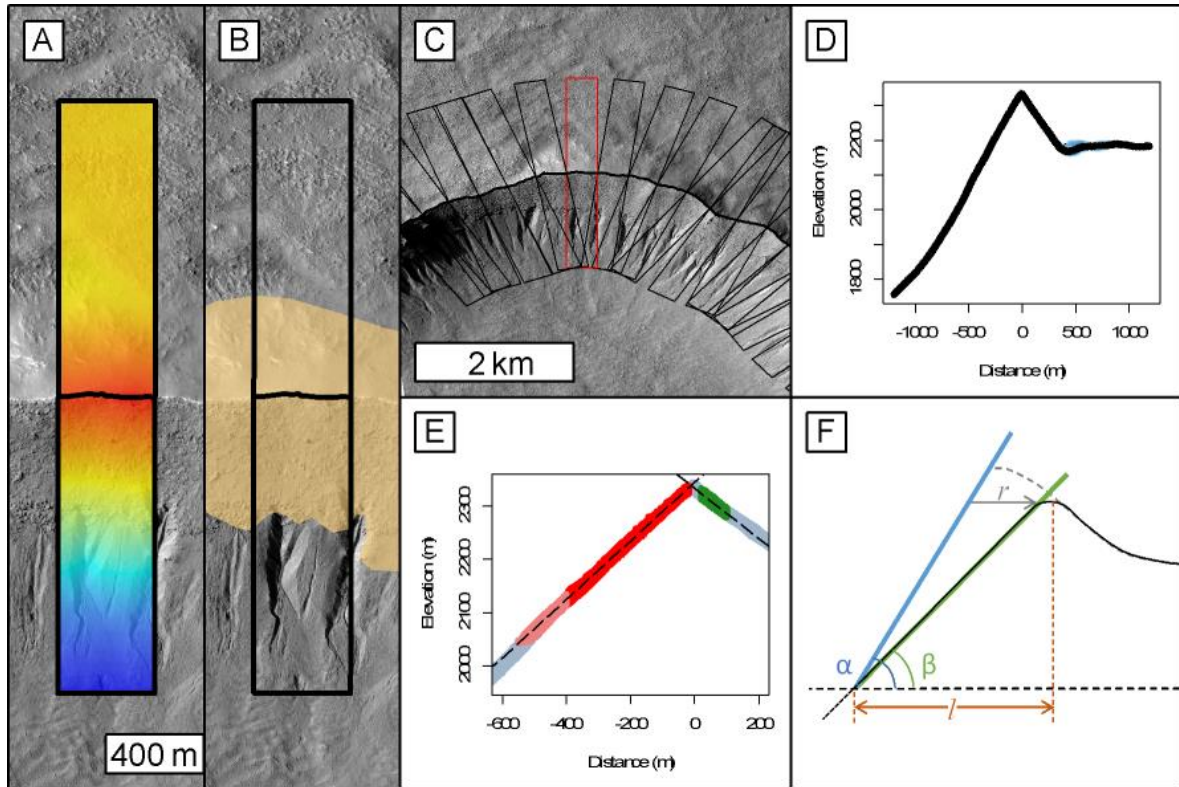 A
400 m
B
C
2 km
D
Elevation (m)
2200
2000
1800
-1000
-500
0
500
1000
Distance (m)
E
Elevation (m)
2300
2200
2100
2000
-600
-400
-200
0
200
Distance (m)
F
r
α
β
l